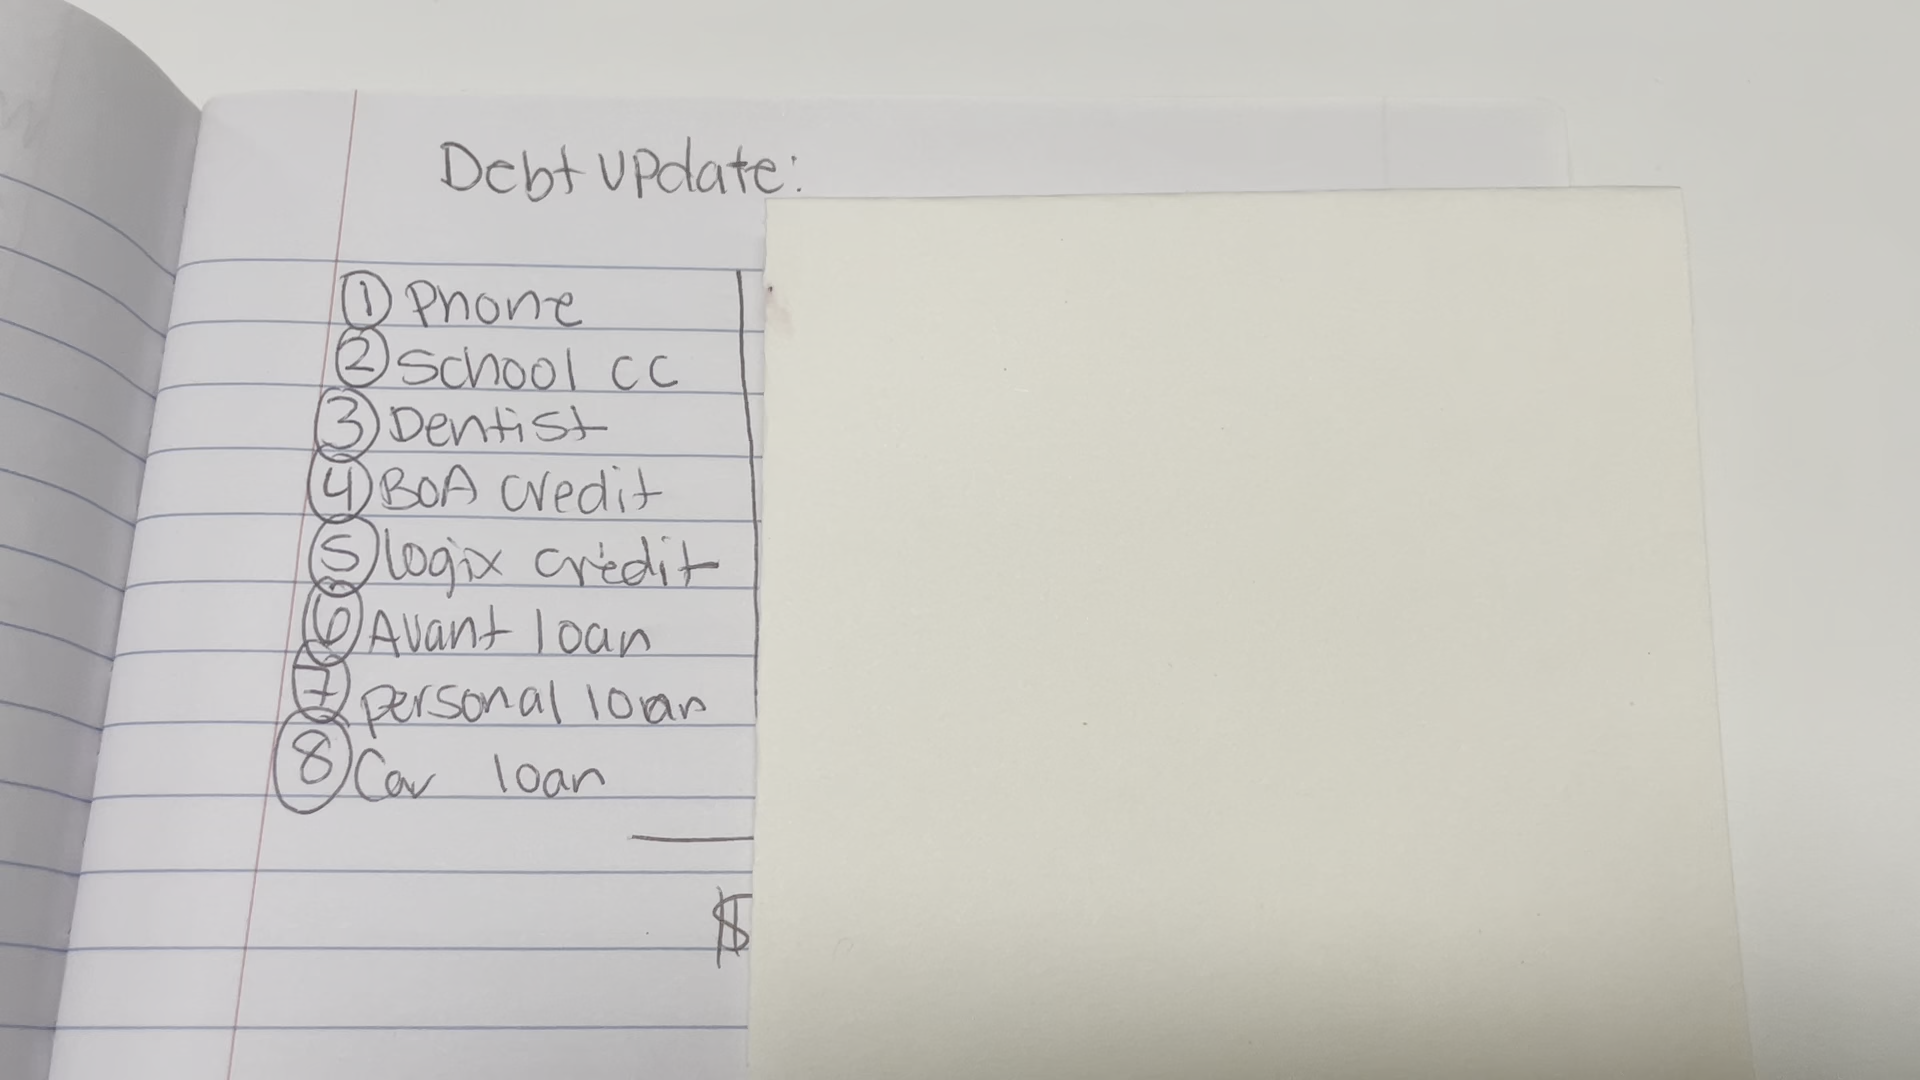 Debt update:
1 Phone
2 School CC
3 Dentist
4 BOA credit
5 logix credit
6 Avant loan
7 personal loan
8 Car loan
$